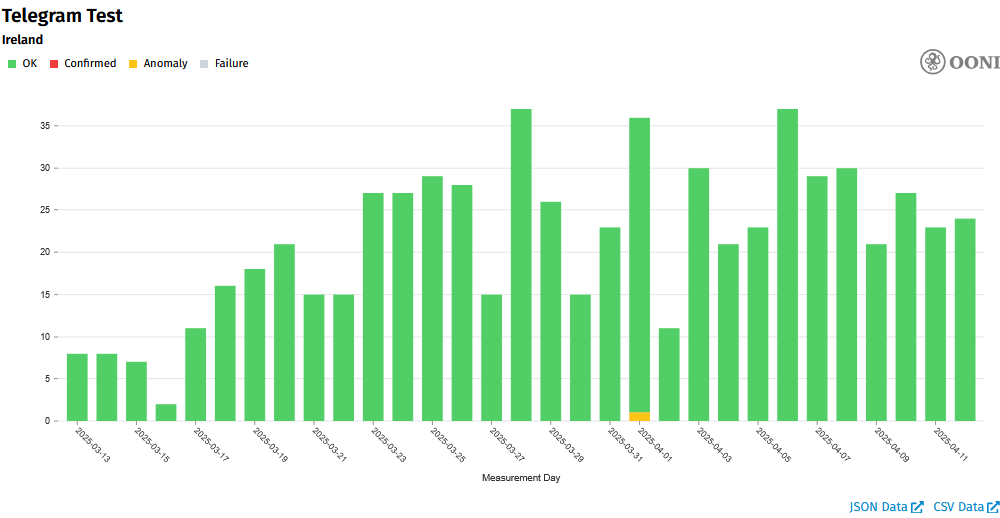 Telegram Test
Ireland
OK Confirmed Anomaly Failure
OONI
35
30
25
20
15
10
5
0
2025-03-13 2025-03-15 2025-03-17 2025-03-19 2025-03-21 2025-03-23 2025-03-25 2025-03-27 2025-03-29 2025-03-31 2025-04-01 2025-04-03 2025-04-05 2025-04-07 2025-04-09 2025-04-11
Measurement Day
JSON Data CSV Data